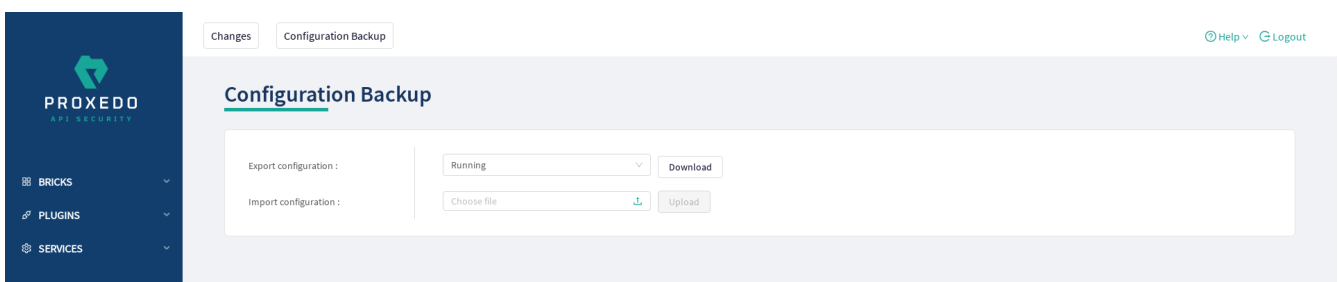 Changes
Configuration Backup
Help
Logout
PROXEDO
API SECURITY
BRICKS
PLUGINS
SERVICES
Configuration Backup
Export configuration :
Running
Download
Import configuration :
Choose file
Upload